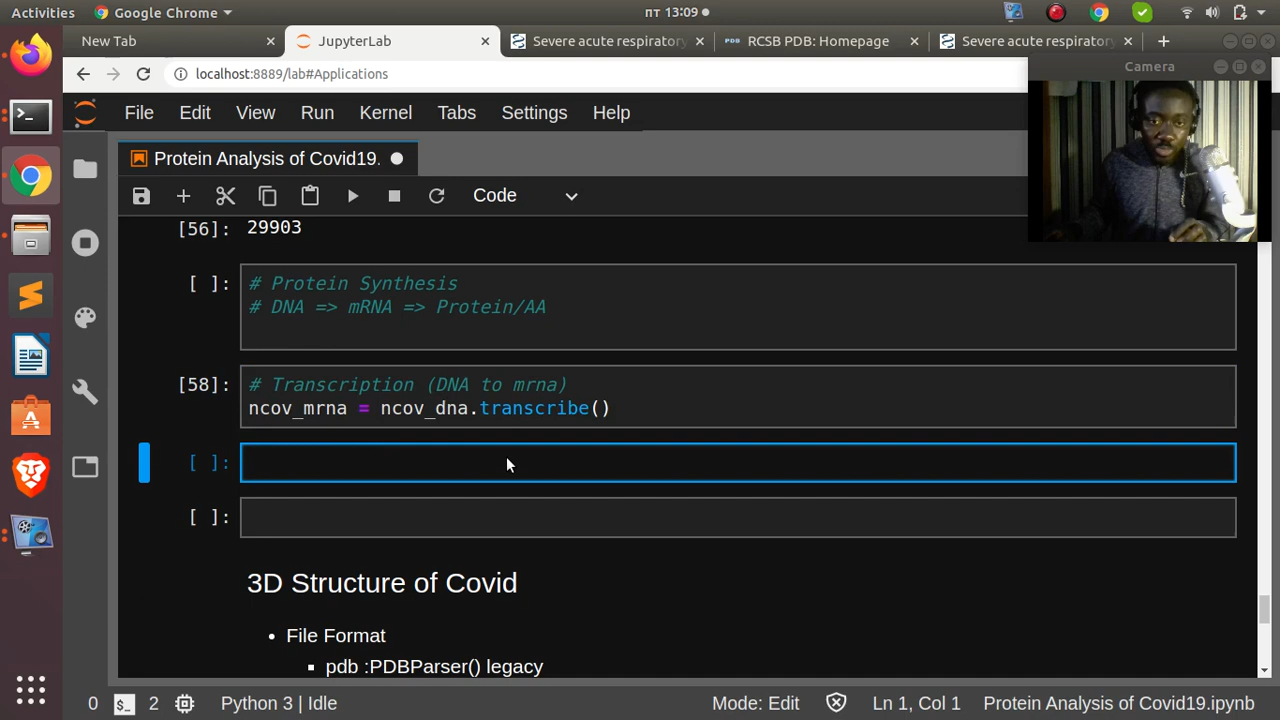 Activities
Google Chrome
пт 13:09
New Tab
JupyterLab
Severe acute respiratory
RCSB PDB: Homepage
Severe acute respiratory
localhost:8889/lab#Applications
Camera
File Edit View Run Kernel Tabs Settings Help
Protein Analysis of Covid19.
Code
[56]: 29903
[ ]: # Protein Synthesis
# DNA => mRNA => Protein/AA
[58]: # Transcription (DNA to mrna)
ncov_mrna = ncov_dna.transcribe()
[ ]:
[ ]:
3D Structure of Covid
• File Format
▪ pdb :PDBParser() legacy
0 $_ 2 Python 3 | Idle Mode: Edit Ln 1, Col 1 Protein Analysis of Covid19.ipynb